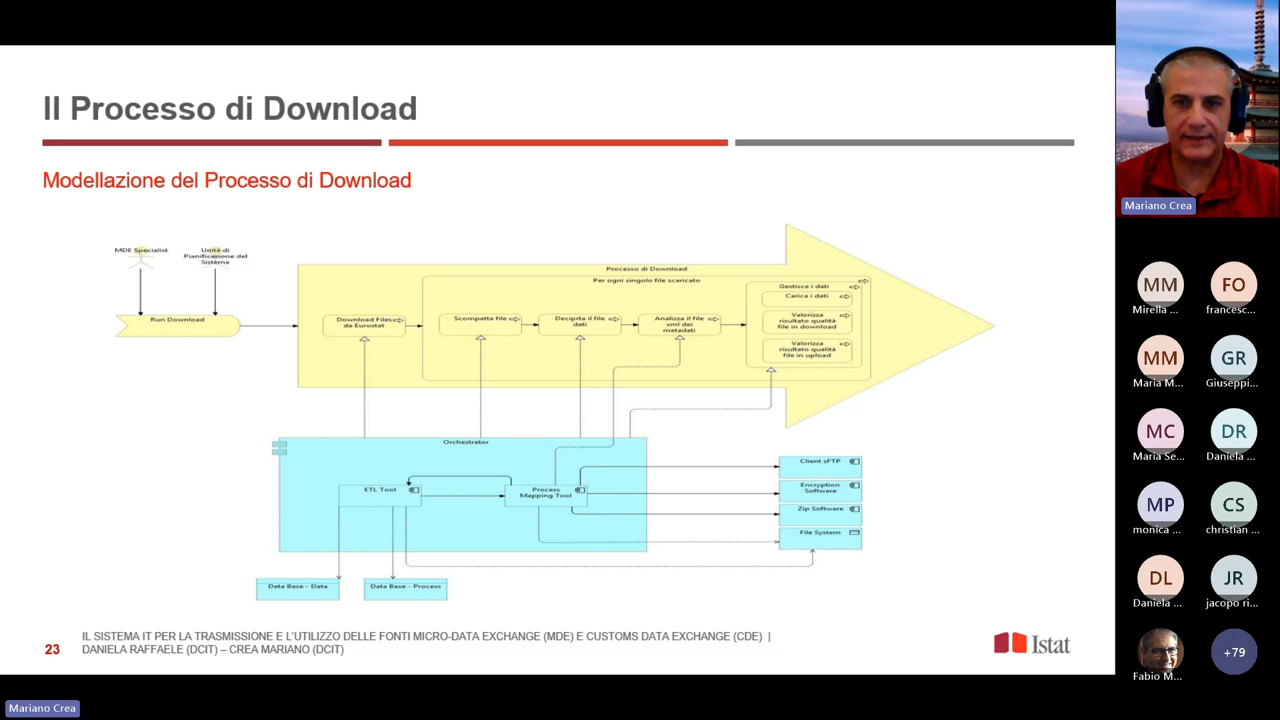 Il Processo di Download
Modellazione del Processo di Download
MDE Specialist
Unità di
Pianificazione del
Sistema
Run Download
Processo di Download
Per ogni singolo file scaricato
Download Files
da Eurostat
Scompatta file
Decipta il file
dati
Analizza il file
xml dei
metadati
Gestisce i dati
Carica i dati
Valorizza
risultato qualità
file in download
Valorizza
risultato qualità
file in upload
Orchestrator
ETL Tool
Process
Mapping Tool
Client sFTP
Encryption
Software
Zip Software
File System
Data Base - Data
Data Base - Process
23
IL SISTEMA IT PER LA TRASMISSIONE E L'UTILIZZO DELLE FONTI MICRO-DATA EXCHANGE (MDE) E CUSTOMS DATA EXCHANGE (CDE) |
DANIELA RAFFAELE (DCIT) – CREA MARIANO (DCIT)
Istat
Mariano Crea
MM
Mirella ...
FO
francesc...
MM
Maria M...
GR
Giuseppi...
MC
Maria Se...
DR
Daniela ...
MP
monica ...
CS
christian ...
DL
Daniela ...
JR
jacopo ri...
Fabio M...
+79
Mariano Crea